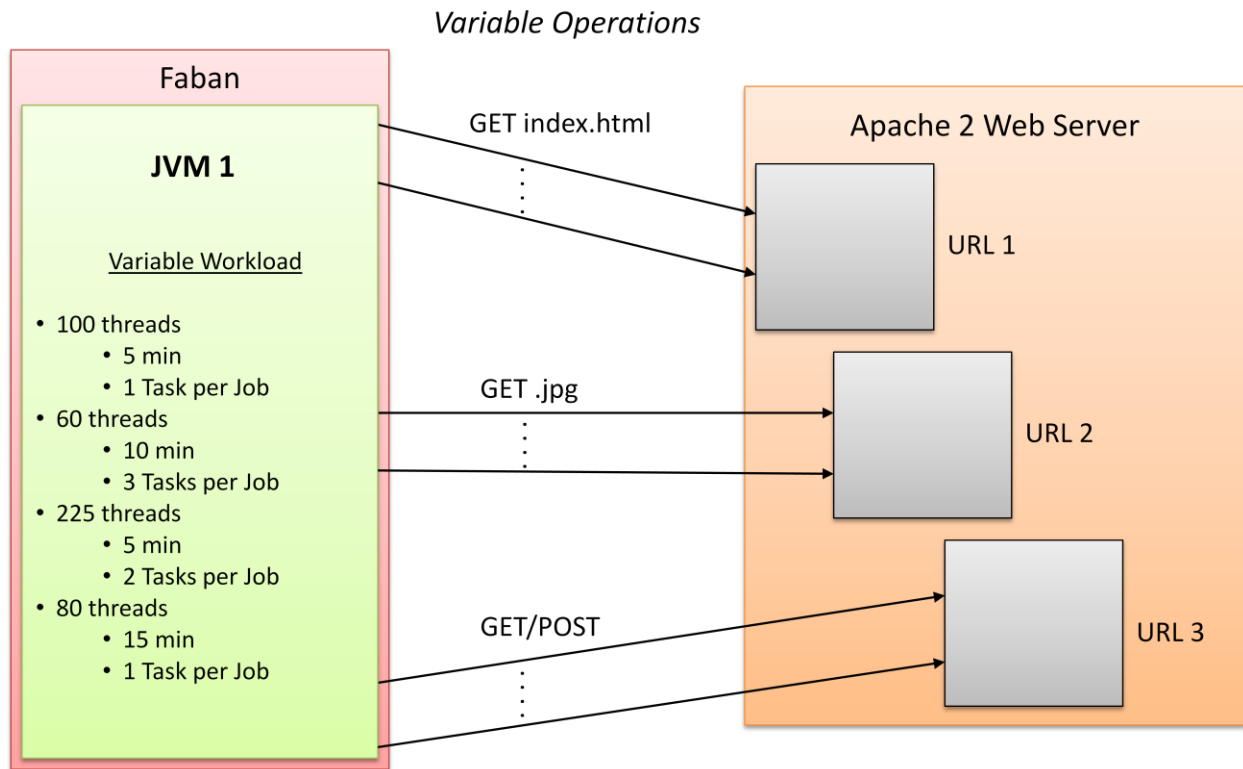 Variable Operations
Faban
JVM 1
Variable Workload
• 100 threads
• 5 min
• 1 Task per Job
• 60 threads
• 10 min
• 3 Tasks per Job
• 225 threads
• 5 min
• 2 Tasks per Job
• 80 threads
• 15 min
• 1 Task per Job
GET index.html
GET .jpg
GET/POST
Apache 2 Web Server
URL 1
URL 2
URL 3